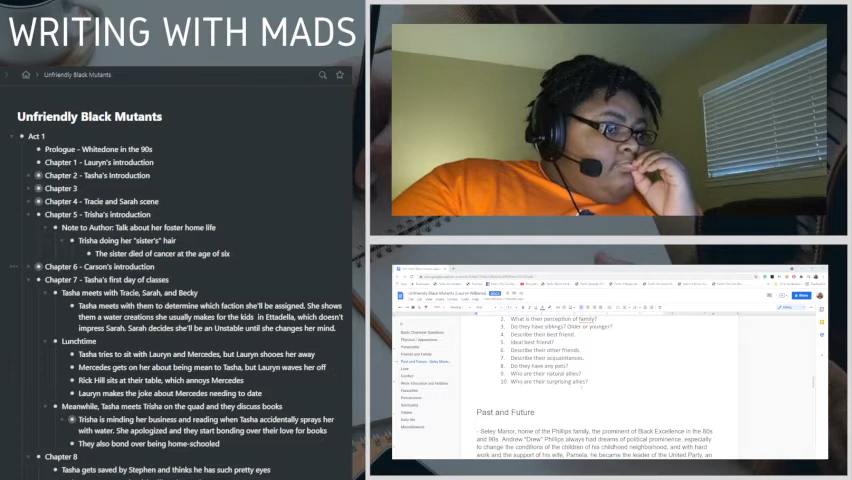 WRITING WITH MADS
Unfriendly Black Mutants
Unfriendly Black Mutants
Act 1
Prologue - Whitedone in the 90s
Chapter 1 - Lauryn's introduction
Chapter 2 - Tasha's Introduction
Chapter 3
Chapter 4 - Tracie and Sarah scene
Chapter 5 - Trisha's introduction
Note to Author: Talk about her foster home life
Trisha doing her "sister's" hair
The sister died of cancer at the age of six
Chapter 6 - Carson's introduction
Chapter 7 - Tasha's first day of classes
Tasha meets with Tracie, Sarah, and Becky
Tasha meets with them to determine which faction she'll be assigned. She shows
them a water creations she usually makes for the kids in Ettadella, which doesn't
impress Sarah. Sarah decides she'll be an Unstable until she changes her mind.
Lunchtime
Tasha tries to sit with Lauryn and Mercedes, but Lauryn shooes her away
Mercedes gets on her about being mean to Tasha, but Lauryn waves her off
Rick Hill sits at their table, which annoys Mercedes
Lauryn makes the joke about Mercedes needing to date
Meanwhile, Tasha meets Trisha on the quad and they discuss books
Trisha is minding her business and reading when Tasha accidentally sprays her
with water. She apologized and they start bonding over their love for books
They also bond over being home-schooled
Chapter 8
Tasha gets saved by Stephen and thinks he has such pretty eyes
2. What is their perception of family?
3. Do they have siblings? Older or younger?
4. Describe their best friend.
5. Ideal best friend?
6. Describe their other friends.
7. Describe their acquaintances.
8. Do they have any pets?
9. Who are their natural allies?
10. Who are their surprising allies?
Past and Future
- Seley Manor, home of the Phillips family, the prominent of Black Excellence in the 80s
and 90s. Andrew "Drew" Phillips always had dreams of political prominence, especially
to change the conditions of the children of his childhood neighborhood, and with hard
work and the support of his wife, Pamela, he became the leader of the United Party, an